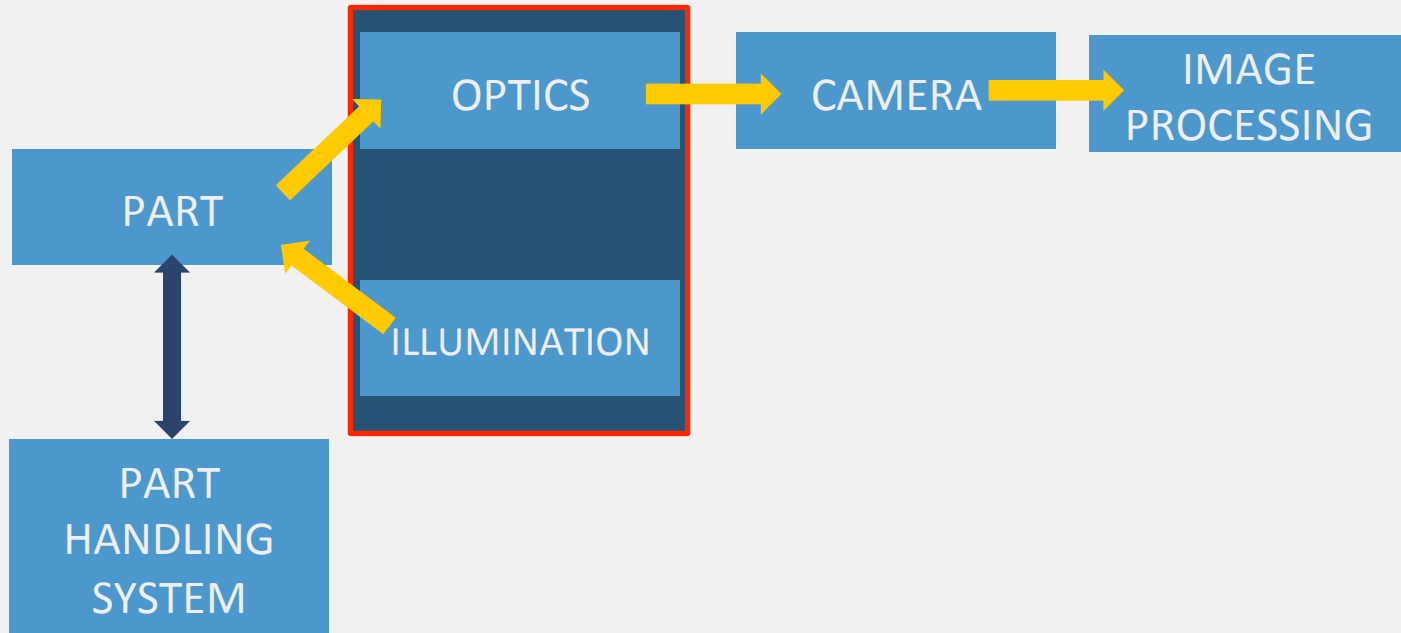 OPTICS
CAMERA
IMAGE
PROCESSING
PART
ILLUMINATION
PART
HANDLING
SYSTEM